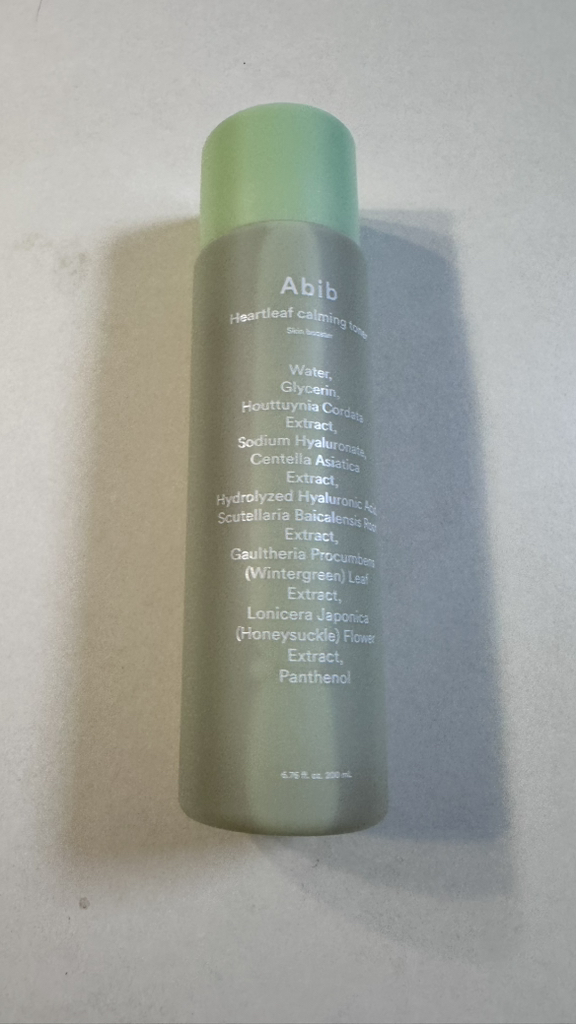 Abib
Heartleaf calming toner
Skin booster
Water,
Glycerin,
Houttuynia Cordata
Extract,
Sodium Hyaluronate,
Centella Asiatica
Extract,
Hydrolyzed Hyaluronic Acid,
Scutellaria Baicalensis Root
Extract,
Gaultheria Procumbens
(Wintergreen) Leaf
Extract,
Lonicera Japonica
(Honeysuckle) Flower
Extract,
Panthenol
6.76 fl. oz. 200 mL